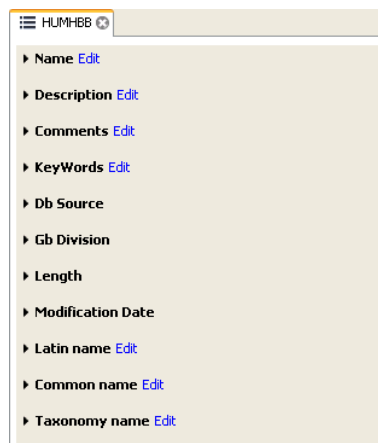 HUMHBB
Name Edit
Description Edit
Comments Edit
KeyWords Edit
Db Source
Gb Division
Length
Modification Date
Latin name Edit
Common name Edit
Taxonomy name Edit